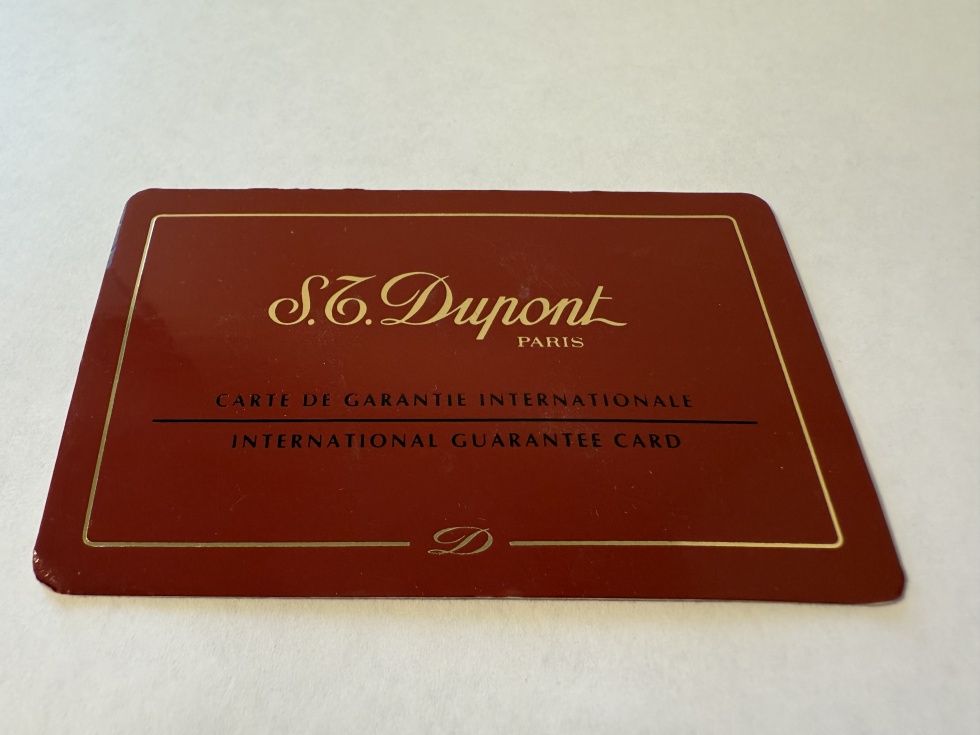 S.T. Dupont
PARIS
CARTE DE GARANTIE INTERNATIONALE
INTERNATIONAL GUARANTEE CARD
D